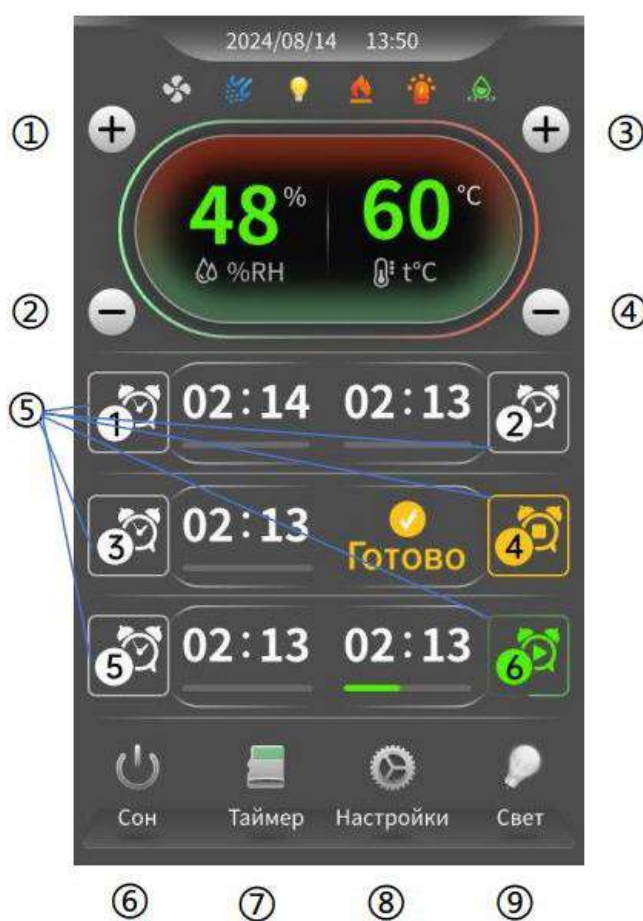 2024/08/14 13:50
① + + ③
48 % 60 °C
%RH t°C
② − − ④
⑤
1 02:14 02:13 2
3 02:13 Готово 4
5 02:13 02:13 6
Сон Таймер Настройки Свет
⑥ ⑦ ⑧ ⑨